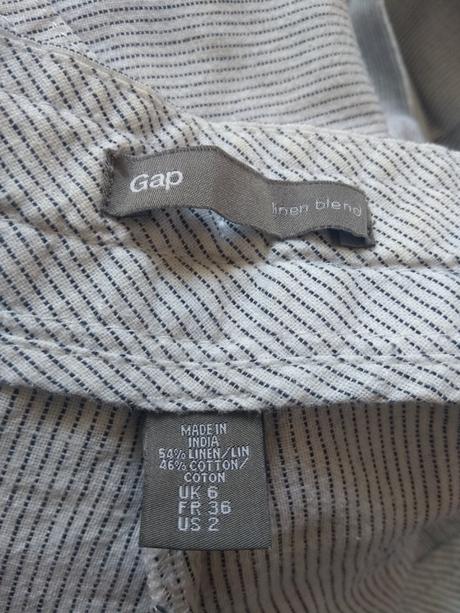 Gap
linen blend
MADE IN
INDIA
54% LINEN/LIN
46% COTTON/
COTON
UK 6
FR 36
US 2